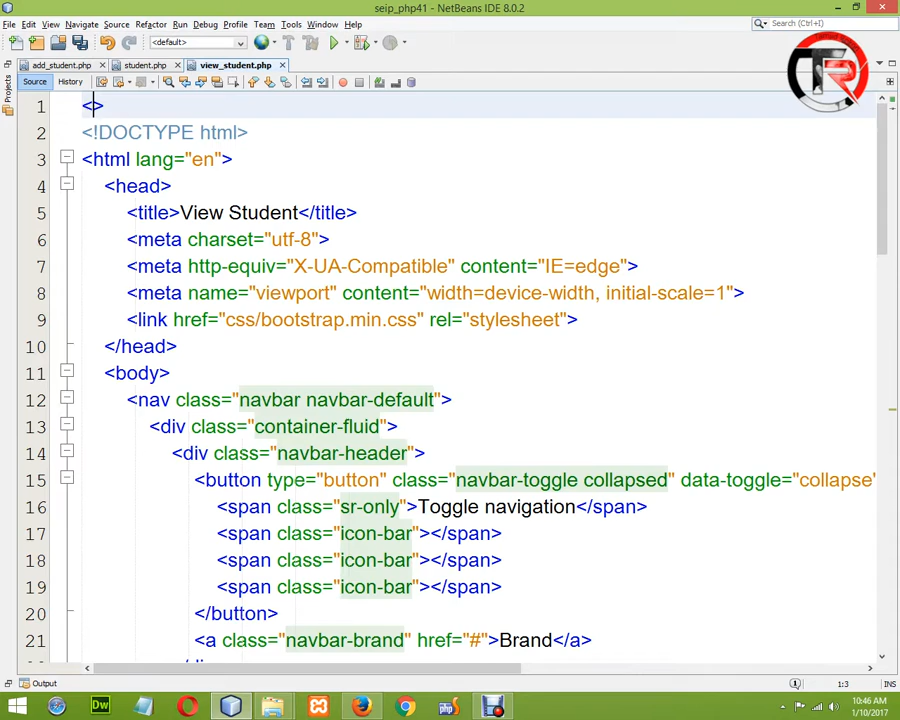 seip_php41 - NetBeans IDE 8.0.2
File Edit View Navigate Source Refactor Run Debug Profile Team Tools Window Help
Search (Ctrl+I)
<default>
add_student.php student.php view_student.php
Source History
Projects
1 <>
2 <!DOCTYPE html>
3 <html lang="en">
4 <head>
5 <title>View Student</title>
6 <meta charset="utf-8">
7 <meta http-equiv="X-UA-Compatible" content="IE=edge">
8 <meta name="viewport" content="width=device-width, initial-scale=1">
9 <link href="css/bootstrap.min.css" rel="stylesheet">
10 </head>
11 <body>
12 <nav class="navbar navbar-default">
13 <div class="container-fluid">
14 <div class="navbar-header">
15 <button type="button" class="navbar-toggle collapsed" data-toggle="collapse"
16 <span class="sr-only">Toggle navigation</span>
17 <span class="icon-bar"></span>
18 <span class="icon-bar"></span>
19 <span class="icon-bar"></span>
20 </button>
21 <a class="navbar-brand" href="#">Brand</a>
Output
1:3 INS
Dw
php
10:46 AM
1/10/2017